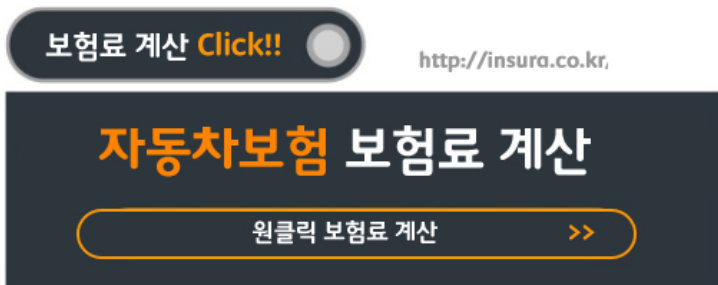 보험료 계산 Click!!
http://insura.co.kr/
자동차보험 보험료 계산
원클릭 보험료 계산 >>